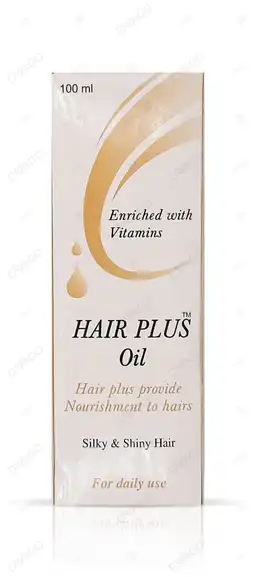 100 ml
Enriched with
Vitamins
HAIR PLUS™
Oil
Hair plus provide
Nourishment to hairs
Silky & Shiny Hair
For daily use